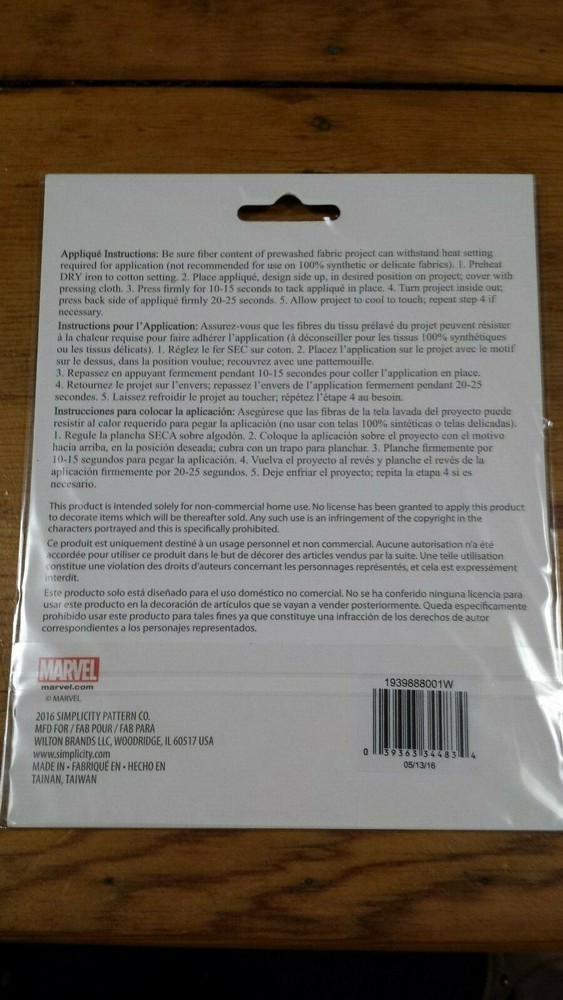 Appliqué Instructions: Be sure fiber content of prewashed fabric project can withstand heat setting
required for application (not recommended for use on 100% synthetic or delicate fabrics). 1. Preheat
DRY iron to cotton setting. 2. Place appliqué, design side up, in desired position on project; cover with
pressing cloth. 3. Press firmly for 10-15 seconds to tack appliqué in place. 4. Turn project inside out;
press back side of appliqué firmly 20-25 seconds. 5. Allow project to cool to touch; repeat step 4 if
necessary.
Instructions pour l'Application: Assurez-vous que les fibres du tissu prélavé du projet peuvent résister
à la chaleur requise pour faire adhérer l'application (à déconseiller pour les tissus 100% synthétiques
ou les tissus délicats). 1. Réglez le fer SEC sur coton. 2. Placez l'application sur le projet avec le motif
sur le dessus, dans la position voulue; recouvrez avec une pattemouille.
3. Repassez en appuyant fermement pendant 10-15 secondes pour coller l'application en place.
4. Retournez le projet sur l'envers; repassez l'envers de l'application fermement pendant 20-25
secondes. 5. Laissez refroidir le projet au toucher; répétez l'étape 4 au besoin.
Instrucciones para colocar la aplicación: Asegúrese que las fibras de la tela lavada del proyecto puede
resistir al calor requerido para pegar la aplicación (no usar con telas 100% sintéticas o telas delicadas).
1. Regule la plancha SECA sobre algodón. 2. Coloque la aplicación sobre el proyecto con el motivo
hacia arriba, en la posición deseada; cubra con un trapo para planchar. 3. Planche firmemente por
10-15 segundos para pegar la aplicación. 4. Vuelva el proyecto al revés y planche el revés de la
aplicación firmemente por 20-25 segundos. 5. Deje enfriar el proyecto; repita la etapa 4 si es
necesario.
This product is intended solely for non-commercial home use. No license has been granted to apply this product
to decorate items which will be thereafter sold. Any such use is an infringement of the copyright in the
characters portrayed and this is specifically prohibited.
Ce produit est uniquement destiné à un usage personnel et non commercial. Aucune autorisation n'a été
accordée pour utiliser ce produit dans le but de décorer des articles vendus par la suite. Une telle utilisation
constitue une violation des droits d'auteurs concernant les personnages représentés, et cela est expressément
interdit.
Este producto solo está diseñado para el uso doméstico no comercial. No se ha conferido ninguna licencia para
usar este producto en la decoración de artículos que se vayan a vender posteriormente. Queda específicamente
prohibido usar este producto para tales fines ya que constituye una infracción de los derechos de autor
correspondientes a los personajes representados.
MARVEL
marvel.com
© MARVEL
2016 SIMPLICITY PATTERN CO.
MFD FOR / FAB POUR / FAB PARA
WILTON BRANDS LLC, WOODRIDGE, IL 60517 USA
www.simplicity.com
MADE IN • FABRIQUÉ EN • HECHO EN
TAINAN, TAIWAN
1939888001W
0 39363 34483 4
05/13/16